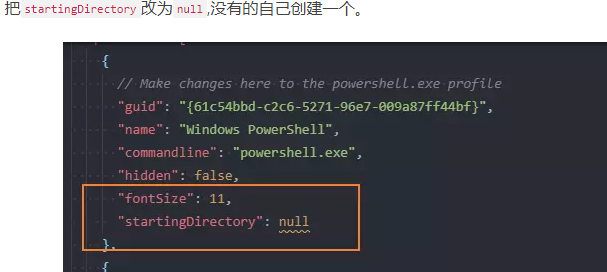 把 startingDirectory 改为 null ,没有的自己创建一个。
{
// Make changes here to the powershell.exe profile
"guid": "{61c54bbd-c2c6-5271-96e7-009a87ff44bf}",
"name": "Windows PowerShell",
"commandline": "powershell.exe",
"hidden": false,
"fontSize": 11,
"startingDirectory": null
},
{